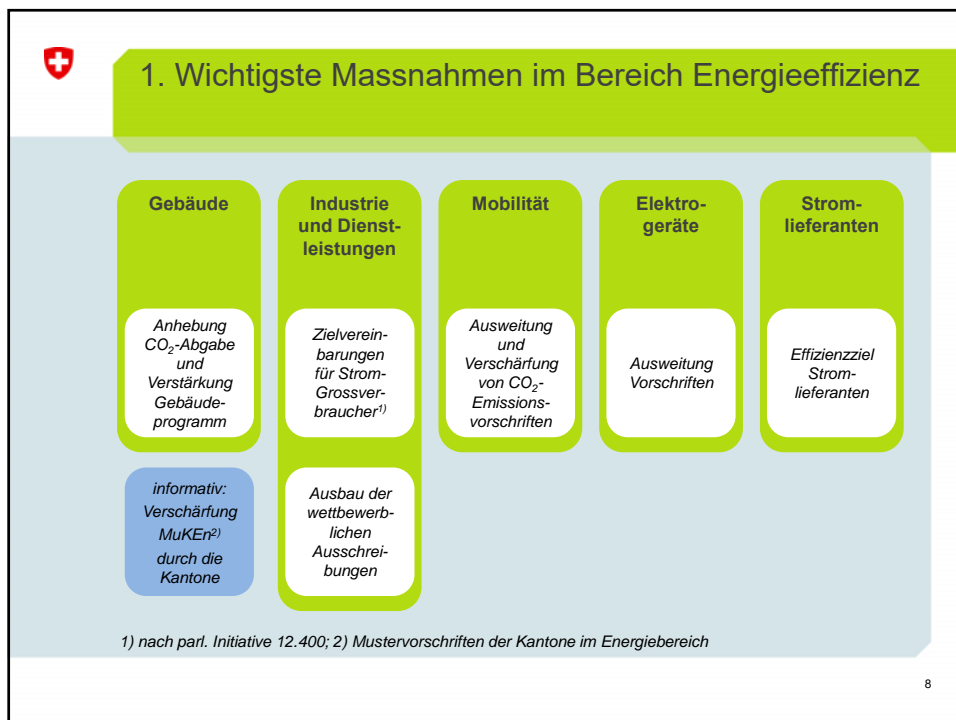 1. Wichtigste Massnahmen im Bereich Energieeffizienz
Gebäude
Anhebung
CO2-Abgabe
und
Verstärkung
Gebäude-
programm
informativ:
Verschärfung
MuKEn2)
durch die
Kantone
Industrie
und Dienst-
leistungen
Zielverein-
barungen
für Strom-
Grossver-
braucher1)
Ausbau der
wettbewerb-
lichen
Ausschrei-
bungen
Mobilität
Ausweitung
und
Verschärfung
von CO2-
Emissions-
vorschriften
Elektro-
geräte
Ausweitung
Vorschriften
Strom-
lieferanten
Effizienzziel
Strom-
lieferanten
1) nach parl. Initiative 12.400; 2) Mustervorschriften der Kantone im Energiebereich
8